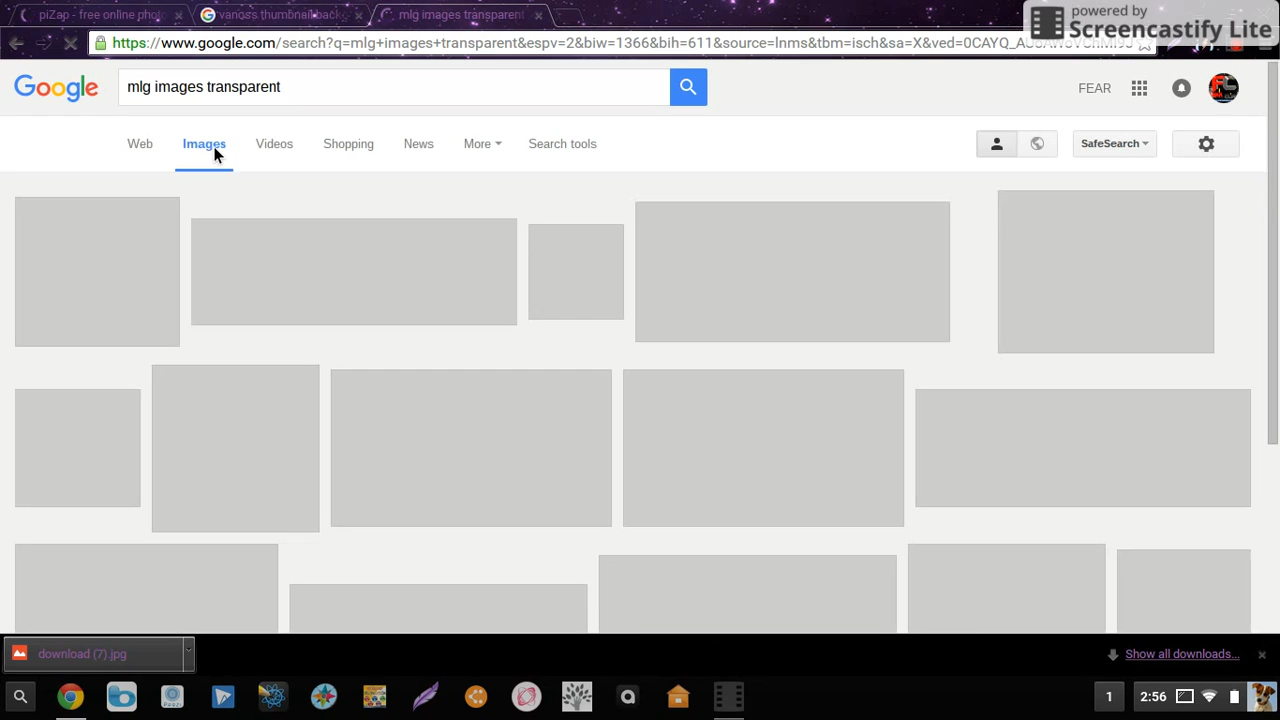 piZap - free online phot
vanoss thumbnail back
mlg images transparent
powered by
Screencastify Lite
https://www.google.com/search?q=mlg+images+transparent&espv=2&biw=1366&bih=611&source=lnms&tbm=isch&sa=X&ved=0CAYQ_
Google
mlg images transparent
FEAR
Web
Images
Videos
Shopping
News
More
Search tools
SafeSearch
download (7).jpg
Show all downloads...
1
2:56